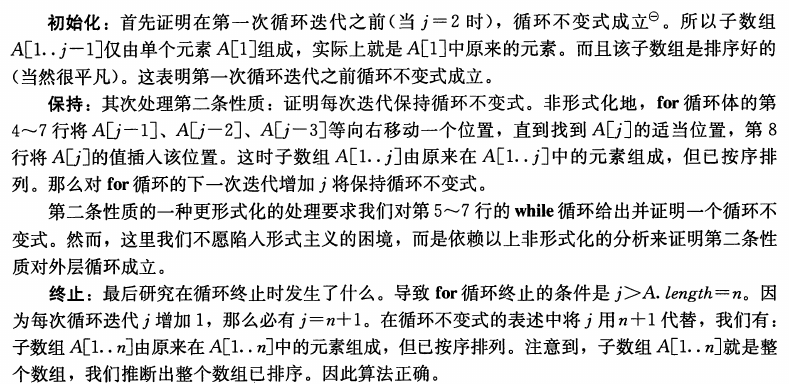 初始化：首先证明在第一次循环迭代之前(当 j=2 时)，循环不变式成立⊖。所以子数组
A[1..j-1]仅由单个元素 A[1]组成，实际上就是 A[1]中原来的元素。而且该子数组是排序好的
(当然很平凡)。这表明第一次循环迭代之前循环不变式成立。
保持：其次处理第二条性质：证明每次迭代保持循环不变式。非形式化地，for 循环体的第
4～7 行将 A[j-1]、A[j-2]、A[j-3]等向右移动一个位置，直到找到 A[j]的适当位置，第 8
行将 A[j]的值插入该位置。这时子数组 A[1..j]由原来在 A[1..j]中的元素组成，但已按序排
列。那么对 for 循环的下一次迭代增加 j 将保持循环不变式。
第二条性质的一种更形式化的处理要求我们对第 5～7 行的 while 循环给出并证明一个循环不
变式。然而，这里我们不愿陷入形式主义的困境，而是依赖以上非形式化的分析来证明第二条性
质对外层循环成立。
终止：最后研究在循环终止时发生了什么。导致 for 循环终止的条件是 j>A.length=n。因
为每次循环迭代 j 增加 1，那么必有 j=n+1。在循环不变式的表述中将 j 用 n+1 代替，我们有：
子数组 A[1..n]由原来在 A[1..n]中的元素组成，但已按序排列。注意到，子数组 A[1..n]就是整
个数组，我们推断出整个数组已排序。因此算法正确。